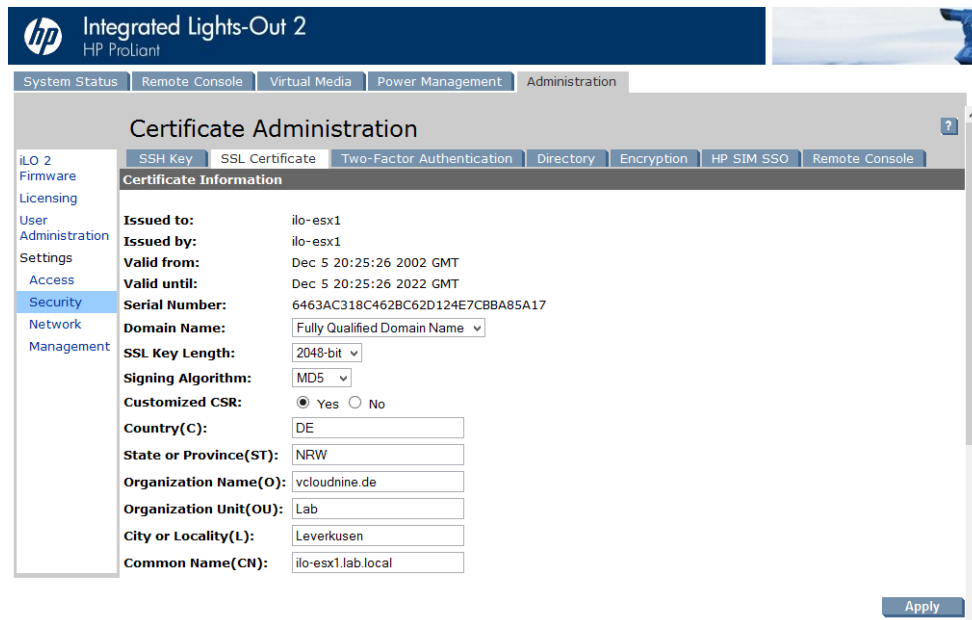 hp Integrated Lights-Out 2
HP ProLiant
System Status Remote Console Virtual Media Power Management Administration
Certificate Administration ?
SSH Key SSL Certificate Two-Factor Authentication Directory Encryption HP SIM SSO Remote Console
iLO 2
Firmware
Licensing
User
Administration
Settings
Access
Security
Network
Management
Certificate Information
Issued to: ilo-esx1
Issued by: ilo-esx1
Valid from: Dec 5 20:25:26 2002 GMT
Valid until: Dec 5 20:25:26 2022 GMT
Serial Number: 6463AC318C462BC62D124E7CBBA85A17
Domain Name: Fully Qualified Domain Name
SSL Key Length: 2048-bit
Signing Algorithm: MD5
Customized CSR: Yes No
Country(C): DE
State or Province(ST): NRW
Organization Name(O): vcloudnine.de
Organization Unit(OU): Lab
City or Locality(L): Leverkusen
Common Name(CN): ilo-esx1.lab.local
Apply